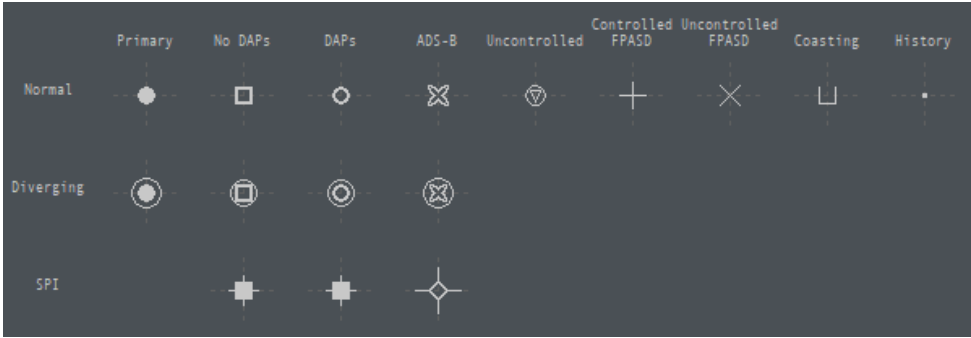 Controlled Uncontrolled
Primary No DAPs DAPs ADS-B Uncontrolled FPASD FPASD Coasting History
Normal
Diverging
SPI